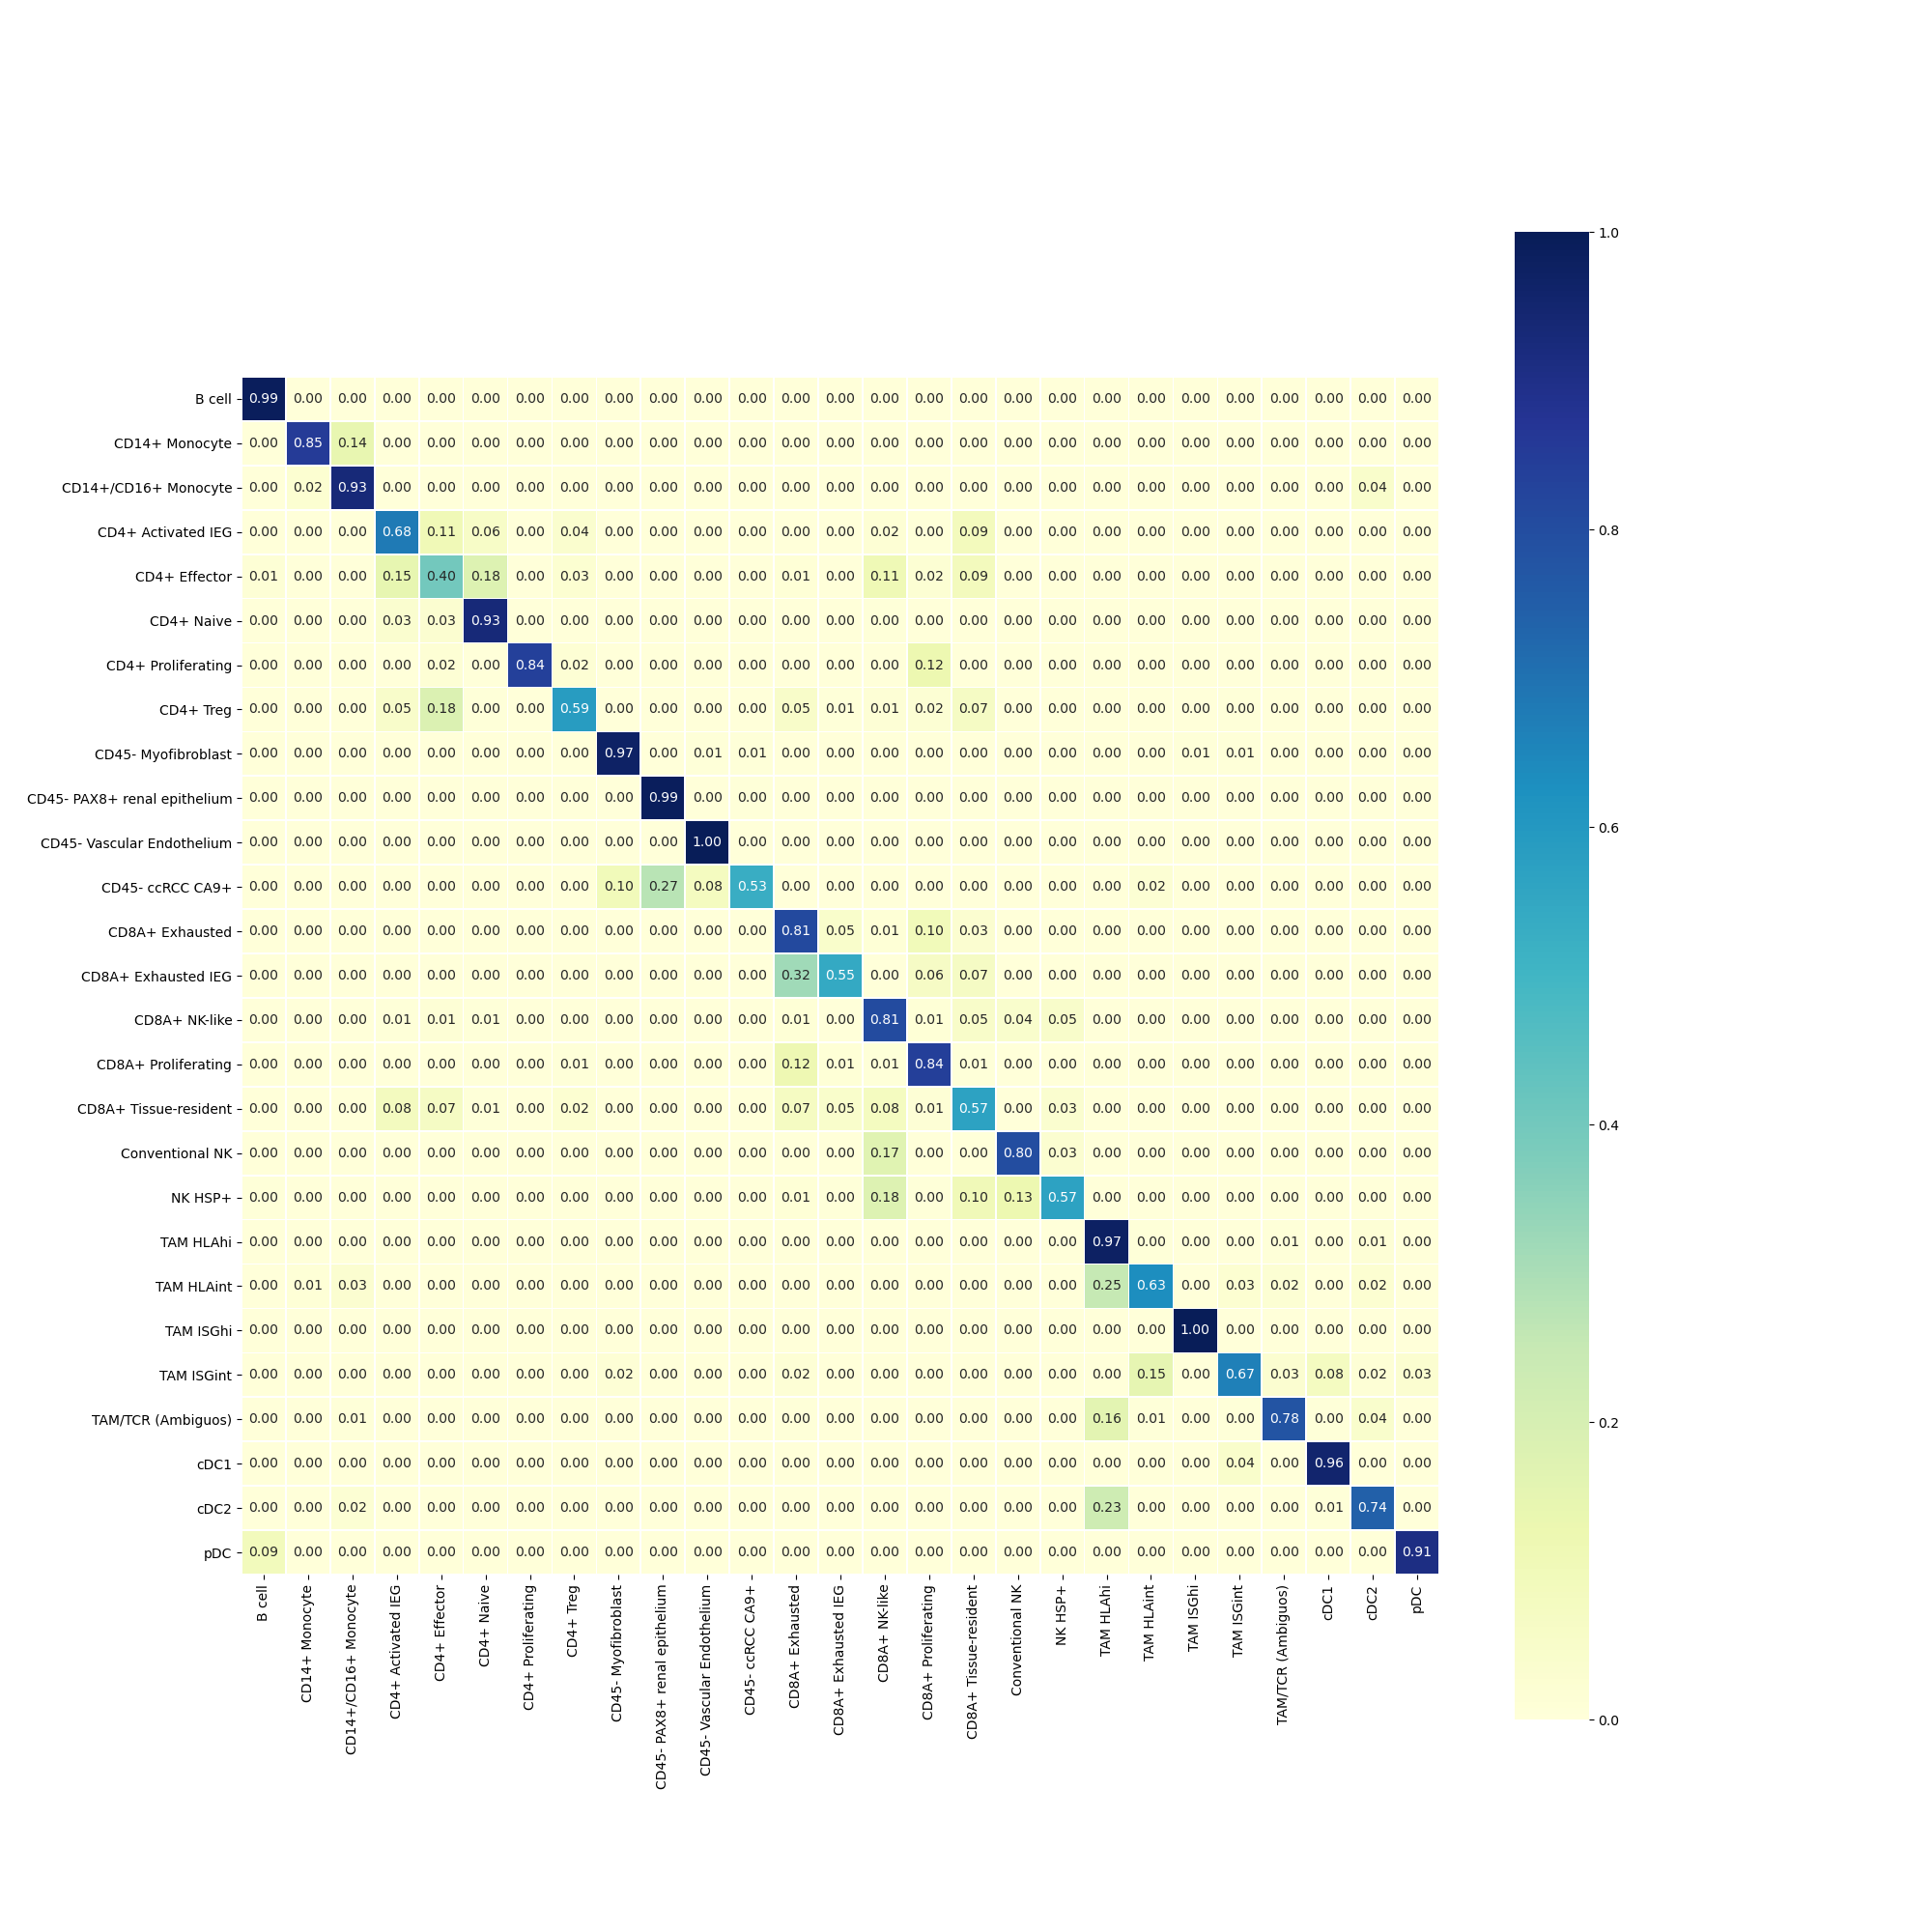 B cell 0.99 0.00 0.00 0.00 0.00 0.00 0.00 0.00 0.00 0.00 0.00 0.00 0.00 0.00 0.00 0.00 0.00 0.00 0.00 0.00 0.00 0.00 0.00 0.00 0.00 0.00 0.00
CD14+ Monocyte 0.00 0.85 0.14 0.00 0.00 0.00 0.00 0.00 0.00 0.00 0.00 0.00 0.00 0.00 0.00 0.00 0.00 0.00 0.00 0.00 0.00 0.00 0.00 0.00 0.00 0.00 0.00
CD14+/CD16+ Monocyte 0.00 0.02 0.93 0.00 0.00 0.00 0.00 0.00 0.00 0.00 0.00 0.00 0.00 0.00 0.00 0.00 0.00 0.00 0.00 0.00 0.00 0.00 0.00 0.00 0.00 0.04 0.00
CD4+ Activated IEG 0.00 0.00 0.00 0.68 0.11 0.06 0.00 0.04 0.00 0.00 0.00 0.00 0.00 0.00 0.02 0.00 0.09 0.00 0.00 0.00 0.00 0.00 0.00 0.00 0.00 0.00 0.00
CD4+ Effector 0.01 0.00 0.00 0.15 0.40 0.18 0.00 0.03 0.00 0.00 0.00 0.00 0.01 0.00 0.11 0.02 0.09 0.00 0.00 0.00 0.00 0.00 0.00 0.00 0.00 0.00 0.00
CD4+ Naive 0.00 0.00 0.00 0.03 0.03 0.93 0.00 0.00 0.00 0.00 0.00 0.00 0.00 0.00 0.00 0.00 0.00 0.00 0.00 0.00 0.00 0.00 0.00 0.00 0.00 0.00 0.00
CD4+ Proliferating 0.00 0.00 0.00 0.00 0.02 0.00 0.84 0.02 0.00 0.00 0.00 0.00 0.00 0.00 0.00 0.12 0.00 0.00 0.00 0.00 0.00 0.00 0.00 0.00 0.00 0.00 0.00
CD4+ Treg 0.00 0.00 0.00 0.05 0.18 0.00 0.00 0.59 0.00 0.00 0.00 0.00 0.05 0.01 0.01 0.02 0.07 0.00 0.00 0.00 0.00 0.00 0.00 0.00 0.00 0.00 0.00
CD45- Myofibroblast 0.00 0.00 0.00 0.00 0.00 0.00 0.00 0.00 0.97 0.00 0.01 0.01 0.00 0.00 0.00 0.00 0.00 0.00 0.00 0.00 0.00 0.01 0.01 0.00 0.00 0.00 0.00
CD45- PAX8+ renal epithelium 0.00 0.00 0.00 0.00 0.00 0.00 0.00 0.00 0.00 0.99 0.00 0.00 0.00 0.00 0.00 0.00 0.00 0.00 0.00 0.00 0.00 0.00 0.00 0.00 0.00 0.00 0.00
CD45- Vascular Endothelium 0.00 0.00 0.00 0.00 0.00 0.00 0.00 0.00 0.00 0.00 1.00 0.00 0.00 0.00 0.00 0.00 0.00 0.00 0.00 0.00 0.00 0.00 0.00 0.00 0.00 0.00 0.00
CD45- ccRCC CA9+ 0.00 0.00 0.00 0.00 0.00 0.00 0.00 0.00 0.10 0.27 0.08 0.53 0.00 0.00 0.00 0.00 0.00 0.00 0.00 0.00 0.02 0.00 0.00 0.00 0.00 0.00 0.00
CD8A+ Exhausted 0.00 0.00 0.00 0.00 0.00 0.00 0.00 0.00 0.00 0.00 0.00 0.00 0.81 0.05 0.01 0.10 0.03 0.00 0.00 0.00 0.00 0.00 0.00 0.00 0.00 0.00 0.00
CD8A+ Exhausted IEG 0.00 0.00 0.00 0.00 0.00 0.00 0.00 0.00 0.00 0.00 0.00 0.00 0.32 0.55 0.00 0.06 0.07 0.00 0.00 0.00 0.00 0.00 0.00 0.00 0.00 0.00 0.00
CD8A+ NK-like 0.00 0.00 0.00 0.01 0.01 0.01 0.00 0.00 0.00 0.00 0.00 0.00 0.01 0.00 0.81 0.01 0.05 0.04 0.05 0.00 0.00 0.00 0.00 0.00 0.00 0.00 0.00
CD8A+ Proliferating 0.00 0.00 0.00 0.00 0.00 0.00 0.00 0.01 0.00 0.00 0.00 0.00 0.12 0.01 0.01 0.84 0.01 0.00 0.00 0.00 0.00 0.00 0.00 0.00 0.00 0.00 0.00
CD8A+ Tissue-resident 0.00 0.00 0.00 0.08 0.07 0.01 0.00 0.02 0.00 0.00 0.00 0.00 0.07 0.05 0.08 0.01 0.57 0.00 0.03 0.00 0.00 0.00 0.00 0.00 0.00 0.00 0.00
Conventional NK 0.00 0.00 0.00 0.00 0.00 0.00 0.00 0.00 0.00 0.00 0.00 0.00 0.00 0.00 0.17 0.00 0.00 0.80 0.03 0.00 0.00 0.00 0.00 0.00 0.00 0.00 0.00
NK HSP+ 0.00 0.00 0.00 0.00 0.00 0.00 0.00 0.00 0.00 0.00 0.00 0.00 0.01 0.00 0.18 0.00 0.10 0.13 0.57 0.00 0.00 0.00 0.00 0.00 0.00 0.00 0.00
TAM HLAhi 0.00 0.00 0.00 0.00 0.00 0.00 0.00 0.00 0.00 0.00 0.00 0.00 0.00 0.00 0.00 0.00 0.00 0.00 0.00 0.97 0.00 0.00 0.00 0.01 0.00 0.01 0.00
TAM HLAint 0.00 0.01 0.03 0.00 0.00 0.00 0.00 0.00 0.00 0.00 0.00 0.00 0.00 0.00 0.00 0.00 0.00 0.00 0.00 0.25 0.63 0.00 0.03 0.02 0.00 0.02 0.00
TAM ISGhi 0.00 0.00 0.00 0.00 0.00 0.00 0.00 0.00 0.00 0.00 0.00 0.00 0.00 0.00 0.00 0.00 0.00 0.00 0.00 0.00 0.00 1.00 0.00 0.00 0.00 0.00 0.00
TAM ISGint 0.00 0.00 0.00 0.00 0.00 0.00 0.00 0.00 0.02 0.00 0.00 0.00 0.02 0.00 0.00 0.00 0.00 0.00 0.00 0.00 0.15 0.00 0.67 0.03 0.08 0.02 0.03
TAM/TCR (Ambiguos) 0.00 0.00 0.01 0.00 0.00 0.00 0.00 0.00 0.00 0.00 0.00 0.00 0.00 0.00 0.00 0.00 0.00 0.00 0.00 0.16 0.01 0.00 0.00 0.78 0.00 0.04 0.00
cDC1 0.00 0.00 0.00 0.00 0.00 0.00 0.00 0.00 0.00 0.00 0.00 0.00 0.00 0.00 0.00 0.00 0.00 0.00 0.00 0.00 0.00 0.00 0.04 0.00 0.96 0.00 0.00
cDC2 0.00 0.00 0.02 0.00 0.00 0.00 0.00 0.00 0.00 0.00 0.00 0.00 0.00 0.00 0.00 0.00 0.00 0.00 0.00 0.23 0.00 0.00 0.00 0.00 0.01 0.74 0.00
pDC 0.09 0.00 0.00 0.00 0.00 0.00 0.00 0.00 0.00 0.00 0.00 0.00 0.00 0.00 0.00 0.00 0.00 0.00 0.00 0.00 0.00 0.00 0.00 0.00 0.00 0.00 0.91
B cell
CD14+ Monocyte
CD14+/CD16+ Monocyte
CD4+ Activated IEG
CD4+ Effector
CD4+ Naive
CD4+ Proliferating
CD4+ Treg
CD45- Myofibroblast
CD45- PAX8+ renal epithelium
CD45- Vascular Endothelium
CD45- ccRCC CA9+
CD8A+ Exhausted
CD8A+ Exhausted IEG
CD8A+ NK-like
CD8A+ Proliferating
CD8A+ Tissue-resident
Conventional NK
NK HSP+
TAM HLAhi
TAM HLAint
TAM ISGhi
TAM ISGint
TAM/TCR (Ambiguos)
cDC1
cDC2
pDC
1.0
0.8
0.6
0.4
0.2
0.0